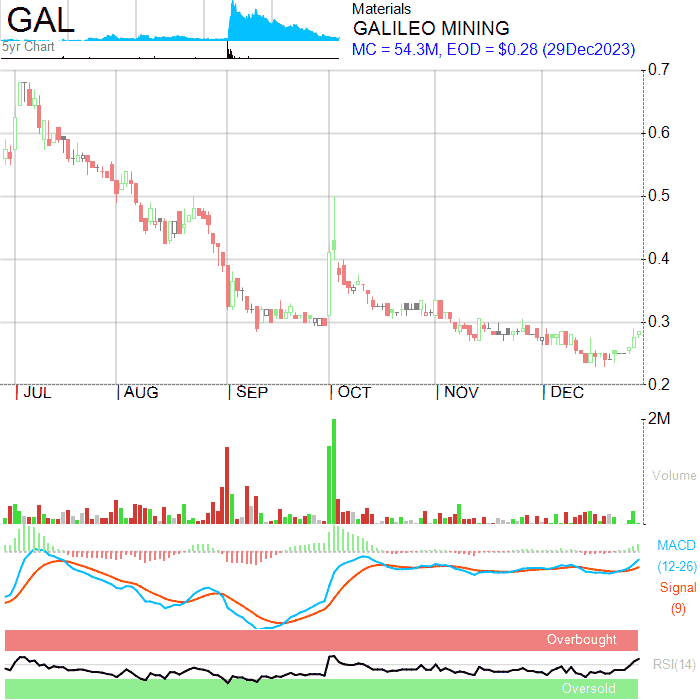 GAL
5yr Chart
Materials
GALILEO MINING
MC = 54.3M, EOD = $0.28 (29Dec2023)
0.7
0.6
0.5
0.4
0.3
0.2
JUL AUG SEP OCT NOV DEC
2M
Volume
MACD
(12-26)
Signal
(9)
Overbought
RSI(14)
Oversold